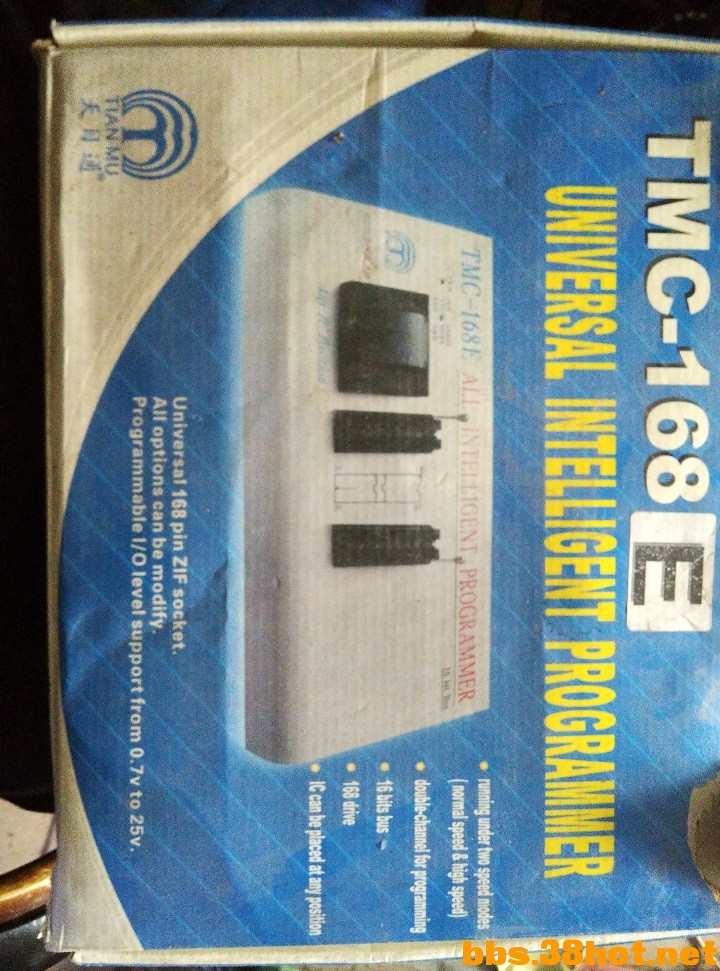 TMC-168E
UNIVERSAL INTELLIGENT PROGRAMMER
TIAN MU
天目通®
TMC-168E ALL INTELLIGENT PROGRAMMER
16 bits Bus
• running under two speed modes
( normal speed & high speed)
• double-channel for programming
• 16 bits bus
• 168 drive
• IC can be placed at any position
Universal 168 pin ZIF socket.
All options can be modify.
Programmable I/O level support from 0.7v to 25v.
bbs.38hot.net